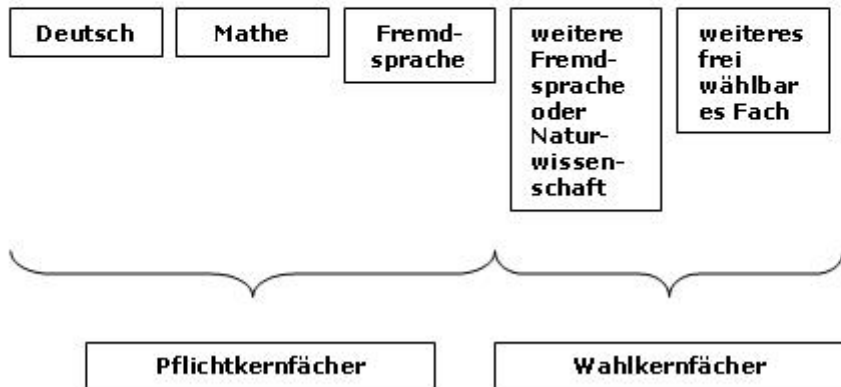 Deutsch
Mathe
Fremd-
sprache
weitere
Fremd-
sprache
oder
Natur-
wissen-
schaft
weiteres
frei
wählbar
es Fach
Pflichtkernfächer
Wahlkernfächer